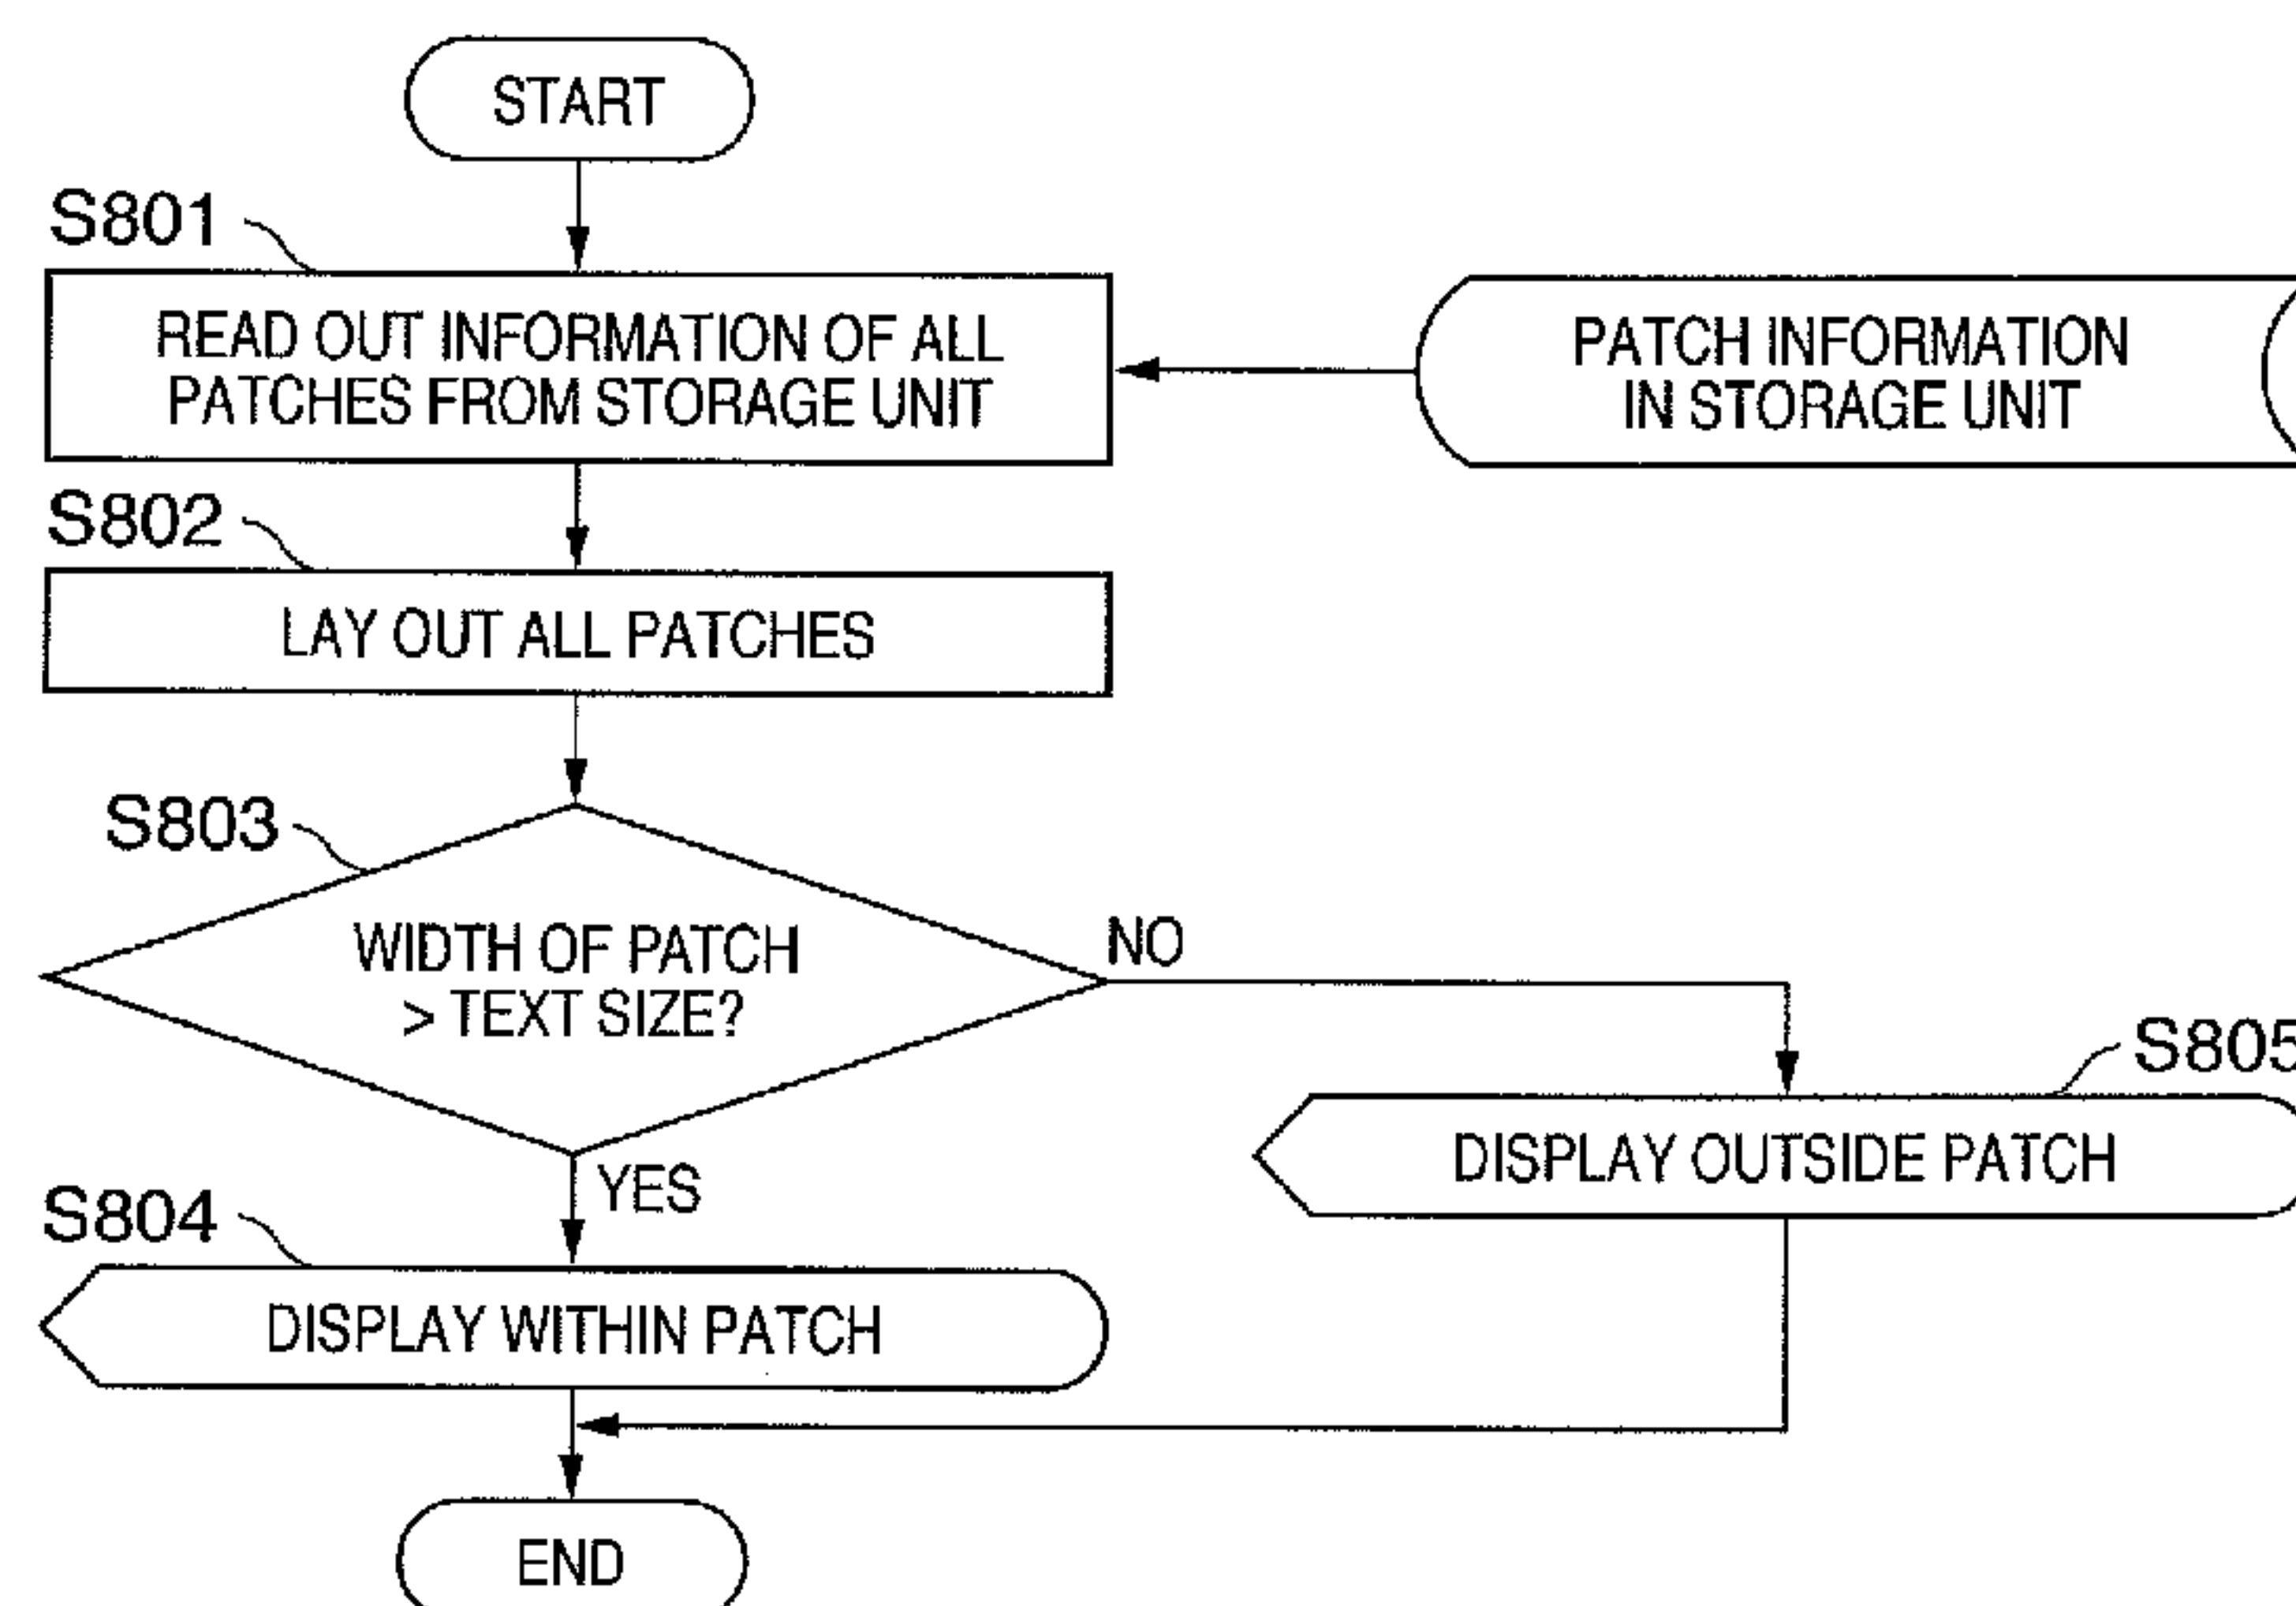 START
S801
READ OUT INFORMATION OF ALL
PATCHES FROM STORAGE UNIT
PATCH INFORMATION
IN STORAGE UNIT
S802
LAY OUT ALL PATCHES
S803
WIDTH OF PATCH
> TEXT SIZE?
NO
S805
DISPLAY OUTSIDE PATCH
YES
S804
DISPLAY WITHIN PATCH
END